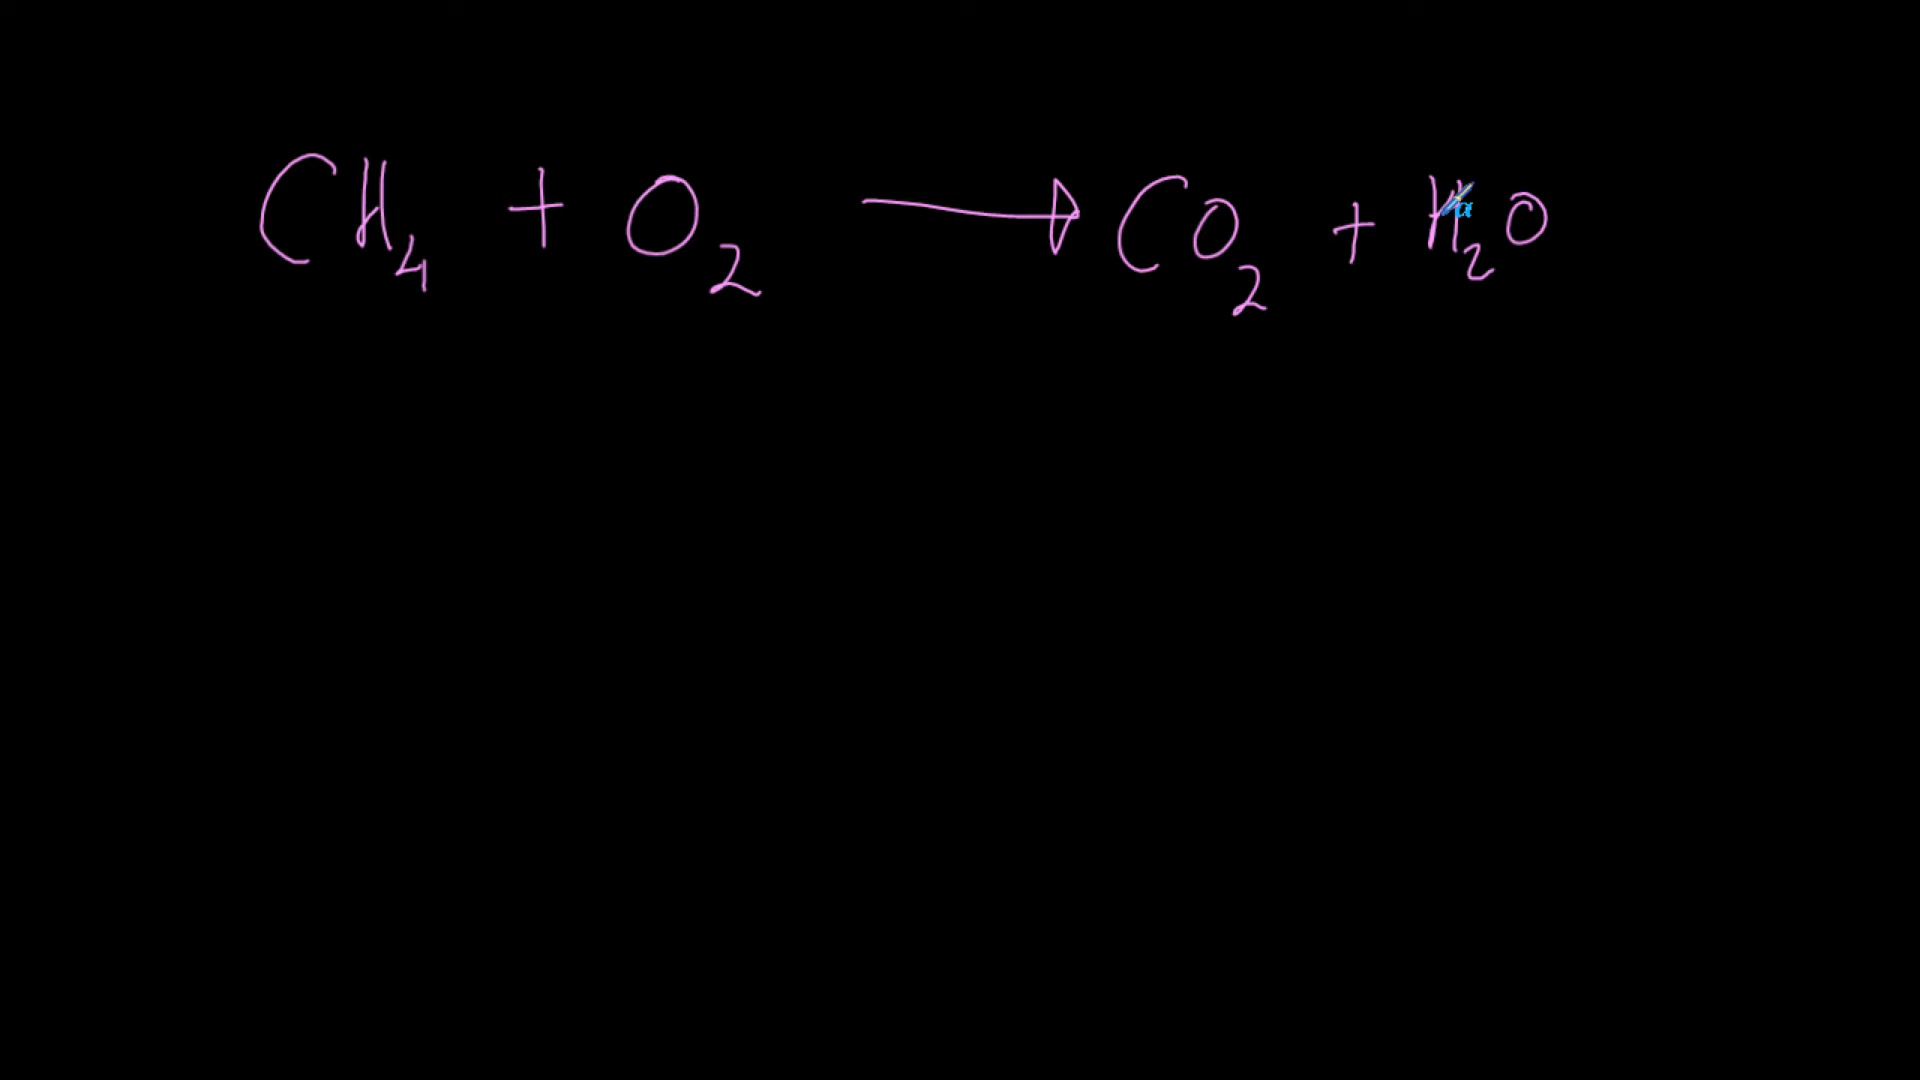 CH₄ + O₂ → CO₂ + H₂O